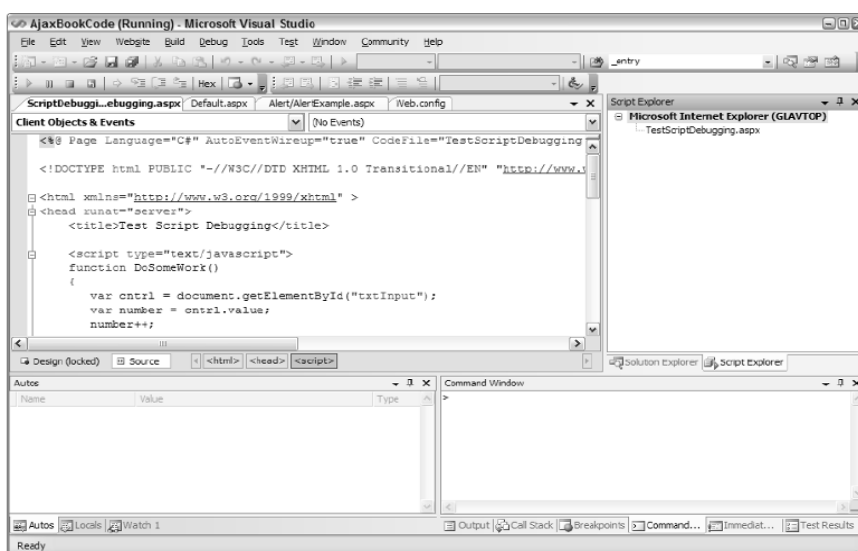 AjaxBookCode (Running) - Microsoft Visual Studio
File Edit View Website Build Debug Tools Test Window Community Help
_entry
Hex
ScriptDebuggi...ebugging.aspx Default.aspx Alert/AlertExample.aspx Web.config
Client Objects & Events (No Events)
<%@ Page Language="C#" AutoEventWireup="true" CodeFile="TestScriptDebugging
<!DOCTYPE html PUBLIC "-//W3C//DTD XHTML 1.0 Transitional//EN" "http://www.
<html xmlns="http://www.w3.org/1999/xhtml" >
<head runat="server">
<title>Test Script Debugging</title>
<script type="text/javascript">
function DoSomeWork()
{
var cntrl = document.getElementById("txtInput");
var number = cntrl.value;
number++;
Design (locked) Source <html> <head> <script>
Script Explorer
Microsoft Internet Explorer (GLAVTOP)
TestScriptDebugging.aspx
Solution Explorer Script Explorer
Autos
Name Value Type
Autos Locals Watch 1
Command Window
>
Output Call Stack Breakpoints Command... Immediat... Test Results
Ready